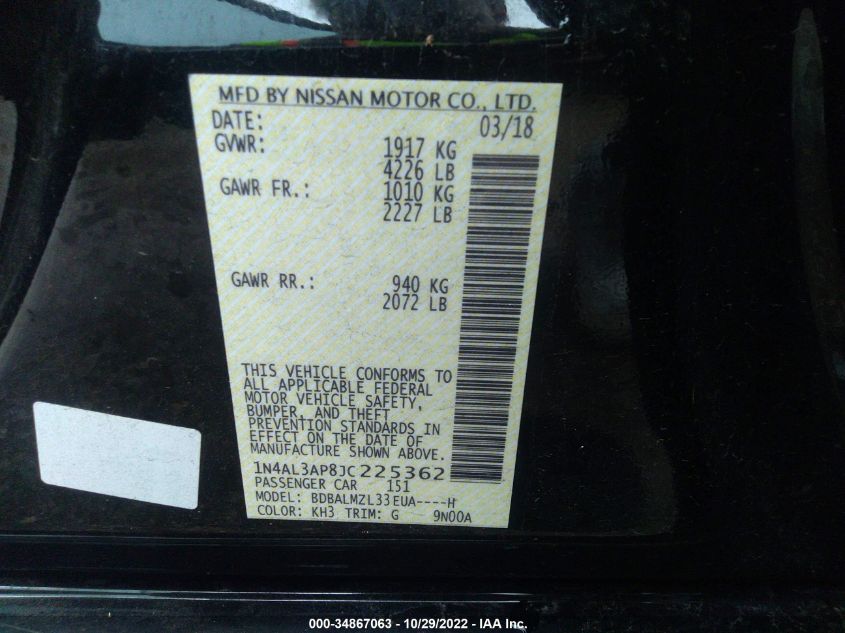 MFD BY NISSAN MOTOR CO., LTD.
DATE: 03/18
GVWR: 1917 KG
4226 LB
GAWR FR.: 1010 KG
2227 LB
GAWR RR.: 940 KG
2072 LB
THIS VEHICLE CONFORMS TO
ALL APPLICABLE FEDERAL
MOTOR VEHICLE SAFETY,
BUMPER, AND THEFT
PREVENTION STANDARDS IN
EFFECT ON THE DATE OF
MANUFACTURE SHOWN ABOVE.
1N4AL3AP8JC225362
PASSENGER CAR 151
MODEL: BDBALMZL33EUA----H
COLOR: KH3 TRIM: G 9N00A
000-34867063 - 10/29/2022 - IAA Inc.